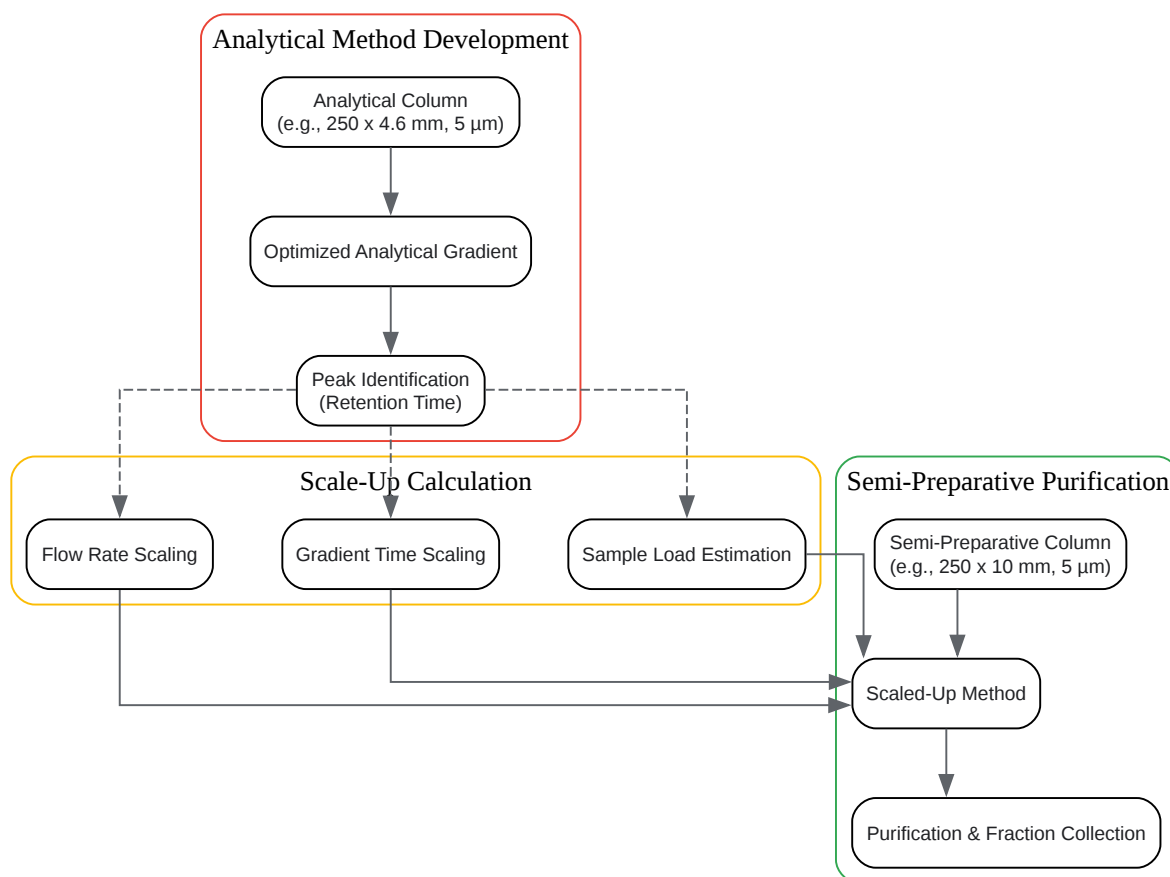 Analytical Method Development
Analytical Column
(e.g., 250 x 4.6 mm, 5 µm)
Optimized Analytical Gradient
Peak Identification
(Retention Time)
Scale-Up Calculation
Flow Rate Scaling
Gradient Time Scaling
Sample Load Estimation
Semi-Preparative Purification
Semi-Preparative Column
(e.g., 250 x 10 mm, 5 µm)
Scaled-Up Method
Purification & Fraction Collection